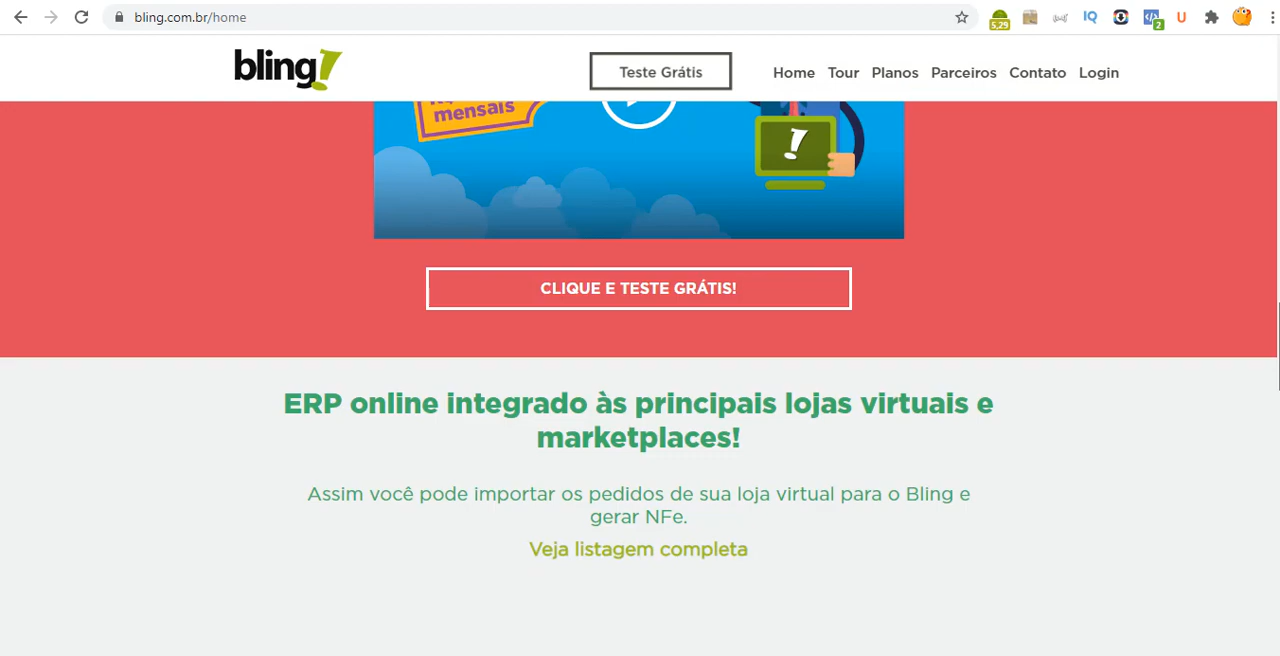 bling.com.br/home
5,29
IQ
2
U
bling!
Teste Grátis
Home Tour Planos Parceiros Contato Login
mensais
CLIQUE E TESTE GRÁTIS!
ERP online integrado às principais lojas virtuais e
marketplaces!
Assim você pode importar os pedidos de sua loja virtual para o Bling e
gerar NFe.
Veja listagem completa